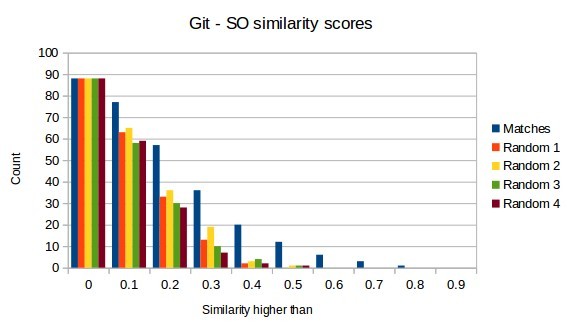 Git - SO similarity scores
100
90
80
70
60
50
40
30
20
10
0
Count
0 0.1 0.2 0.3 0.4 0.5 0.6 0.7 0.8 0.9
Similarity higher than
Matches
Random 1
Random 2
Random 3
Random 4